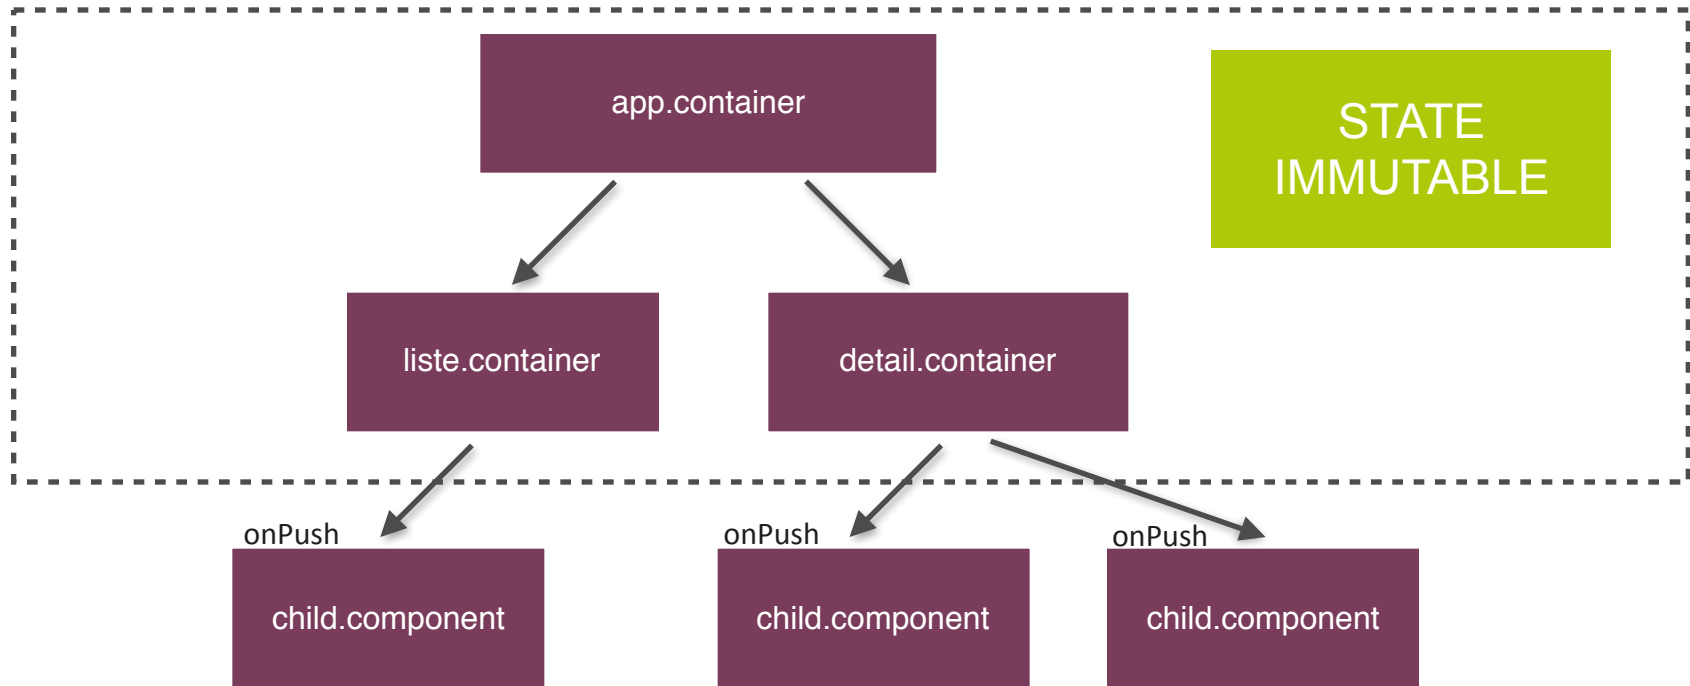 app.container
STATE
IMMUTABLE
liste.container
detail.container
onPush
onPush
onPush
child.component
child.component
child.component